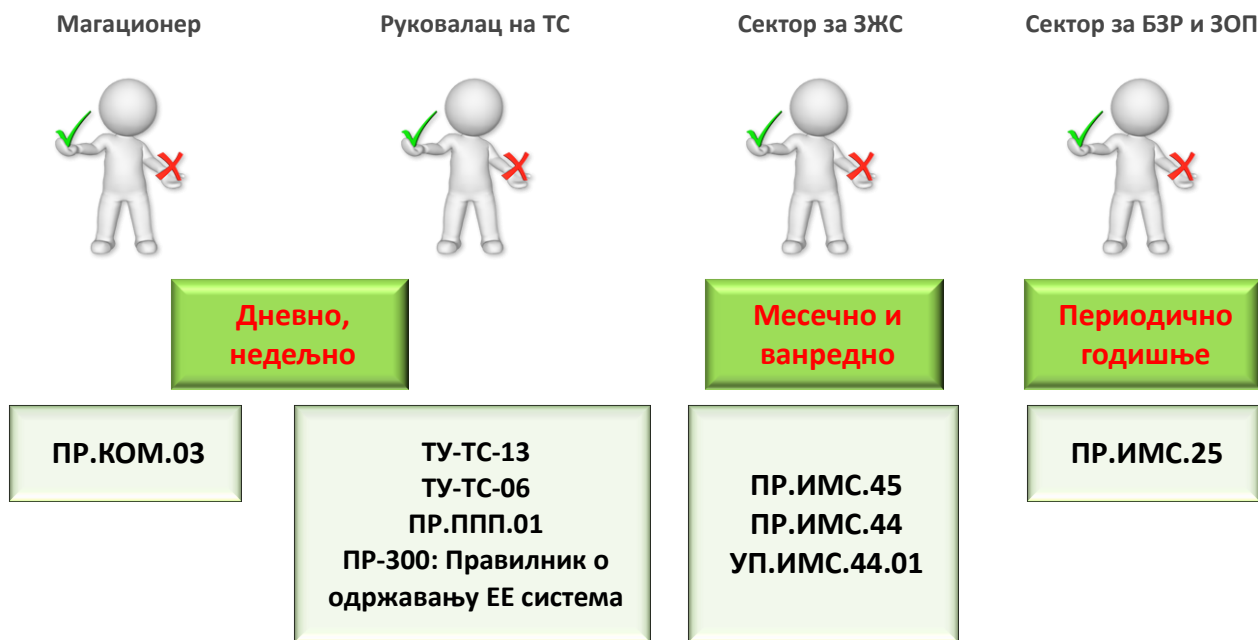 Магационер
Руковалац на ТС
Сектор за ЗЖС
Сектор за БЗР и ЗОП
Дневно,
недељно
Месечно и
ванредно
Периодично
годишње
ПР.КОМ.03
ТУ-ТС-13
ТУ-ТС-06
ПР.ППП.01
ПР-300: Правилник о
одржавању ЕЕ система
ПР.ИМС.45
ПР.ИМС.44
УП.ИМС.44.01
ПР.ИМС.25